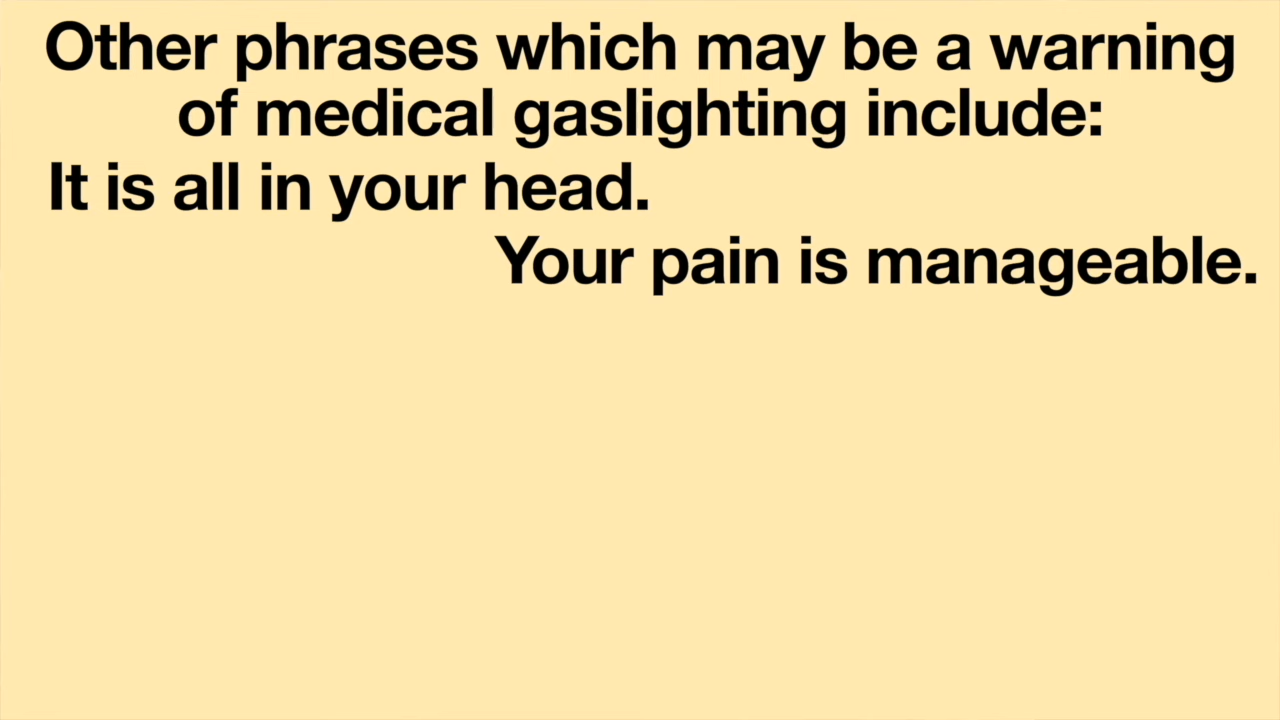 Other phrases which may be a warning
of medical gaslighting include:
It is all in your head.
Your pain is manageable.